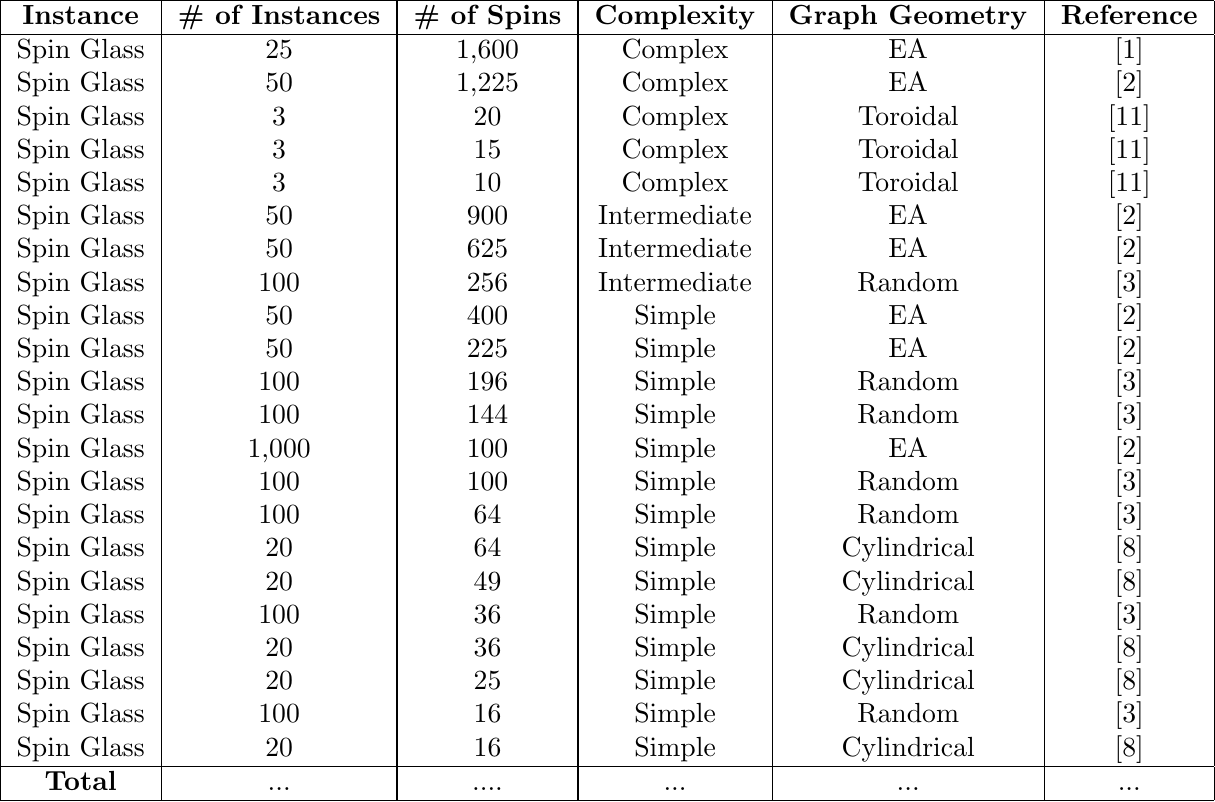 Instance # of Instances # of Spins Complexity Graph Geometry Reference
Spin Glass 25 1,600 Complex EA [1]
Spin Glass 50 1,225 Complex EA [2]
Spin Glass 3 20 Complex Toroidal [11]
Spin Glass 3 15 Complex Toroidal [11]
Spin Glass 3 10 Complex Toroidal [11]
Spin Glass 50 900 Intermediate EA [2]
Spin Glass 50 625 Intermediate EA [2]
Spin Glass 100 256 Intermediate Random [3]
Spin Glass 50 400 Simple EA [2]
Spin Glass 50 225 Simple EA [2]
Spin Glass 100 196 Simple Random [3]
Spin Glass 100 144 Simple Random [3]
Spin Glass 1,000 100 Simple EA [2]
Spin Glass 100 100 Simple Random [3]
Spin Glass 100 64 Simple Random [3]
Spin Glass 20 64 Simple Cylindrical [8]
Spin Glass 20 49 Simple Cylindrical [8]
Spin Glass 100 36 Simple Random [3]
Spin Glass 20 36 Simple Cylindrical [8]
Spin Glass 20 25 Simple Cylindrical [8]
Spin Glass 100 16 Simple Random [3]
Spin Glass 20 16 Simple Cylindrical [8]
Total ... .... ... ... ...